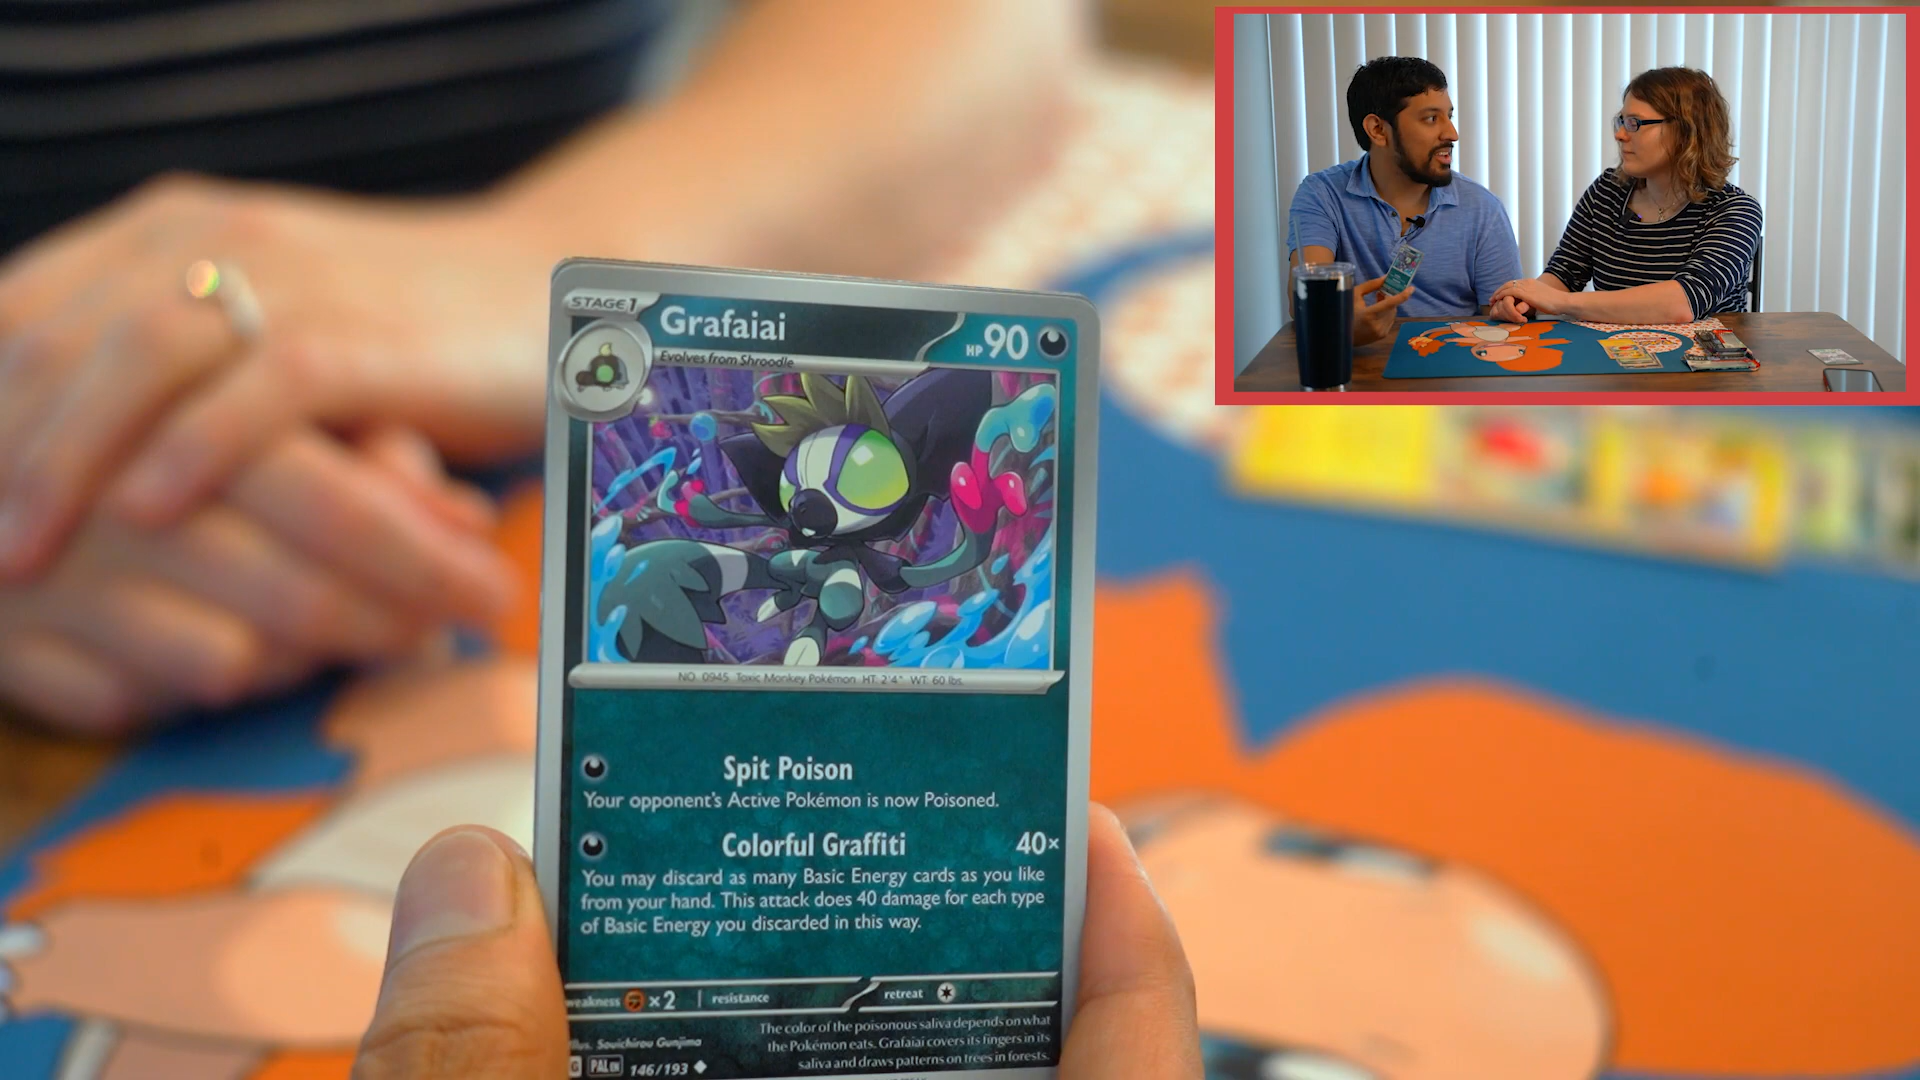 STAGE 1
Grafaiai
HP 90
Evolves from Shroodle
NO. 0945 Toxic Monkey Pokémon HT: 2'4" WT: 60 lbs.
Spit Poison
Your opponent's Active Pokémon is now Poisoned.
Colorful Graffiti 40×
You may discard as many Basic Energy cards as you like
from your hand. This attack does 40 damage for each type
of Basic Energy you discarded in this way.
weakness ×2 resistance retreat
Illus. Souichirou Gunjima
The color of the poisonous saliva depends on what
the Pokémon eats. Grafaiai covers its fingers in its
saliva and draws patterns on trees in forests.
G PAL EN 146/193